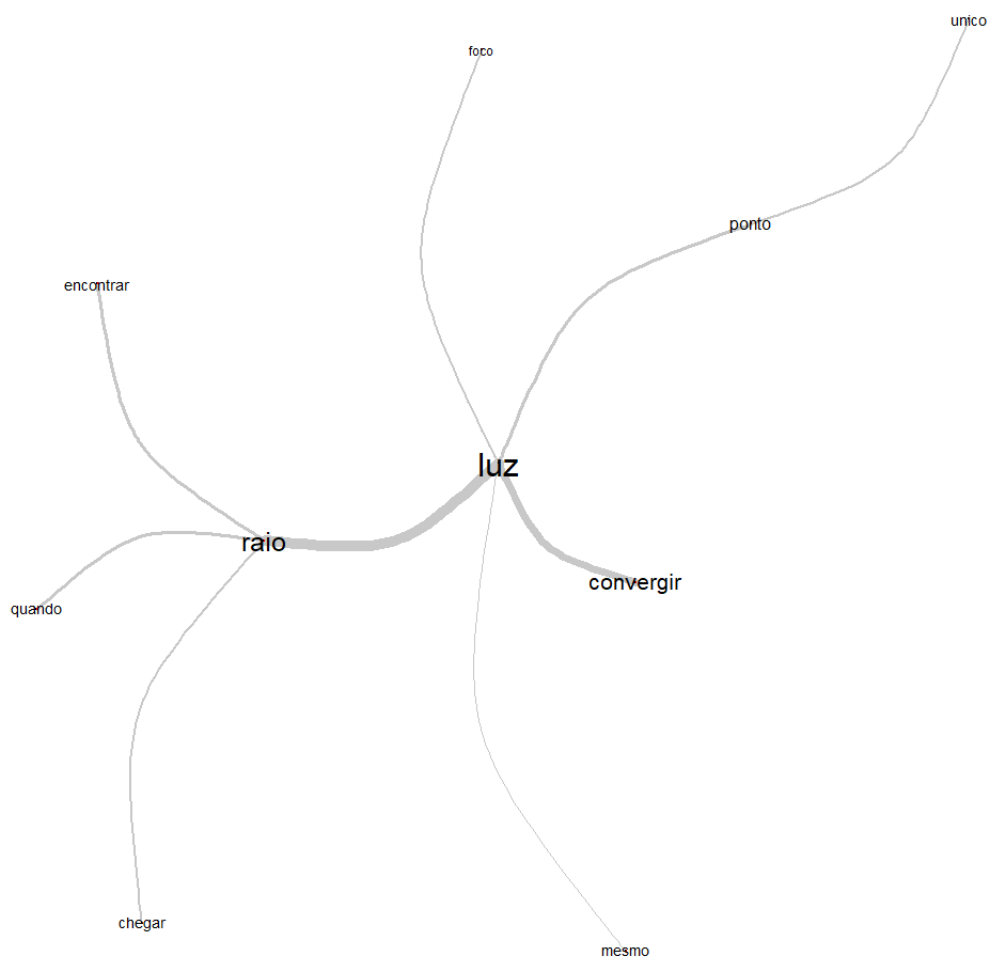 unico
foco
ponto
encontrar
luz
raio
convergir
quando
chegar
mesmo